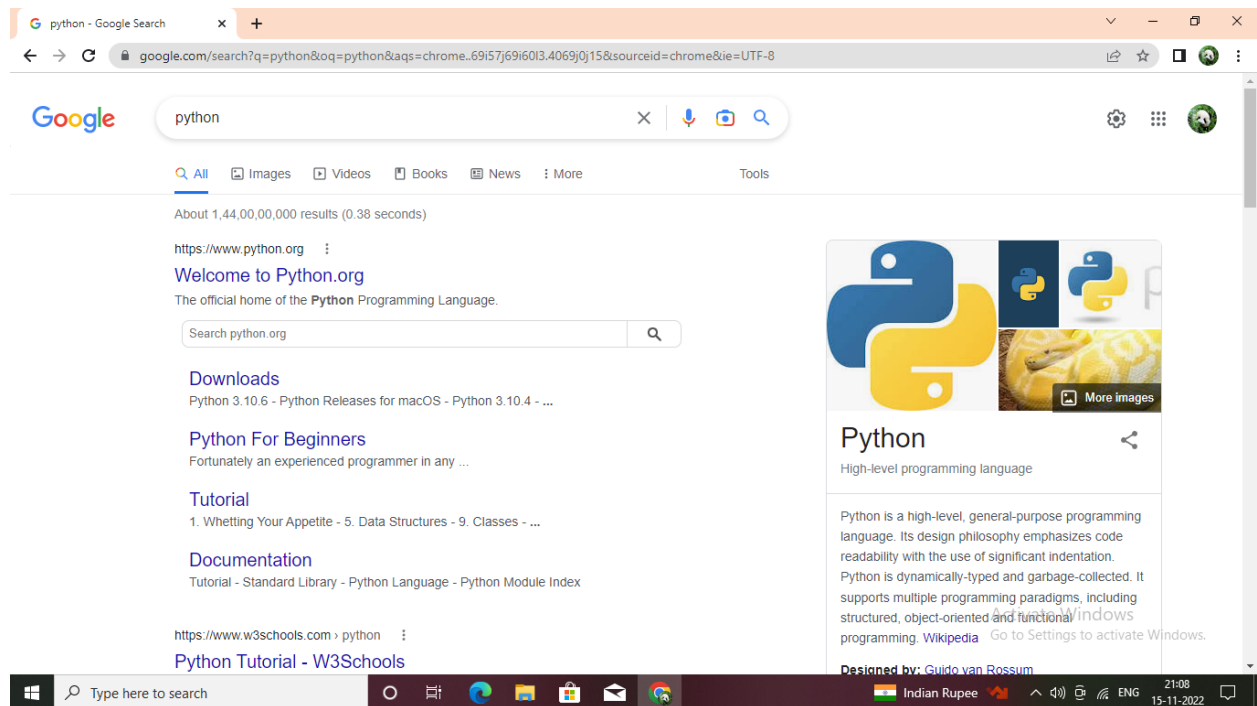 python - Google Search
google.com/search?q=python&oq=python&aqs=chrome..69i57j69i60l3.4069j0j15&sourceid=chrome&ie=UTF-8
Google
python
All Images Videos Books News More Tools
About 1,44,00,00,000 results (0.38 seconds)
https://www.python.org
Welcome to Python.org
The official home of the Python Programming Language.
Search python.org
Downloads
Python 3.10.6 - Python Releases for macOS - Python 3.10.4 - ...
Python For Beginners
Fortunately an experienced programmer in any ...
Tutorial
1. Whetting Your Appetite - 5. Data Structures - 9. Classes - ...
Documentation
Tutorial - Standard Library - Python Language - Python Module Index
https://www.w3schools.com › python
Python Tutorial - W3Schools
More images
Python
High-level programming language
Python is a high-level, general-purpose programming
language. Its design philosophy emphasizes code
readability with the use of significant indentation.
Python is dynamically-typed and garbage-collected. It
supports multiple programming paradigms, including
structured, object-oriented and functional
programming. Wikipedia
Designed by: Guido van Rossum
Activate Windows
Go to Settings to activate Windows.
Type here to search
Indian Rupee
ENG
21:08
15-11-2022